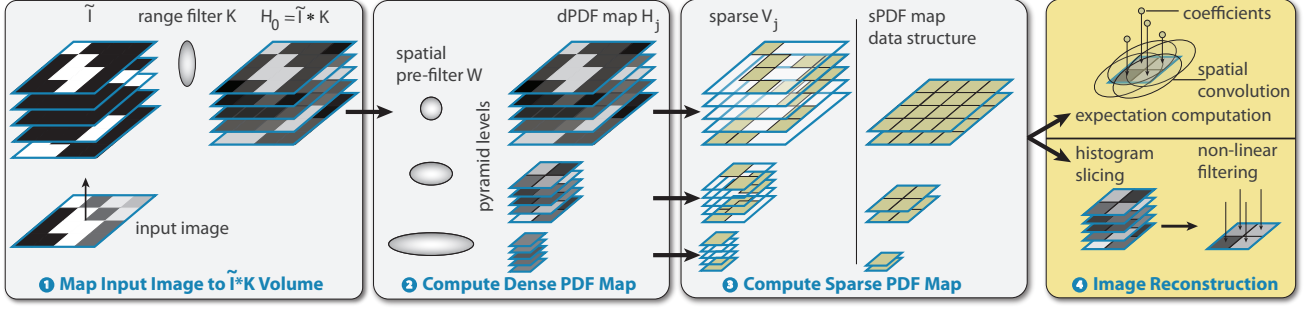 Ĩ
range filter K
H₀ = Ĩ * K
input image
❶ Map Input Image to Ĩ*K Volume
dPDF map Hⱼ
spatial
pre-filter W
pyramid levels
❷ Compute Dense PDF Map
sparse Vⱼ
sPDF map
data structure
❸ Compute Sparse PDF Map
coefficients
spatial
convolution
expectation computation
histogram
slicing
non-linear
filtering
❹ Image Reconstruction